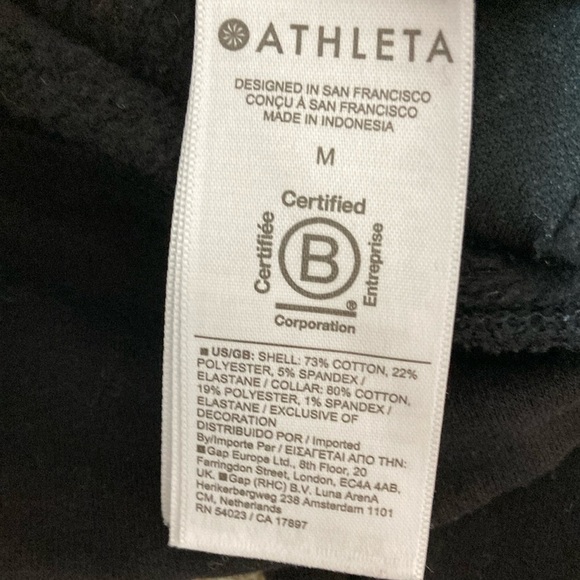 ATHLETA
DESIGNED IN SAN FRANCISCO
CONÇU À SAN FRANCISCO
MADE IN INDONESIA
M
Certified
Certifiée
B
Entreprise
®
Corporation
US/GB: SHELL: 73% COTTON, 22%
POLYESTER, 5% SPANDEX /
ELASTANE / COLLAR: 80% COTTON,
19% POLYESTER, 1% SPANDEX /
ELASTANE / EXCLUSIVE OF
DECORATION
DISTRIBUIDO POR / Imported
By/Importe Par / ΕΙΣΑΓΕΤΑΙ ΑΠΟ ΤΗΝ:
Gap Europe Ltd., 8th Floor, 20
Farringdon Street, London, EC4A 4AB,
UK. Gap (RHC) B.V. Luna ArenA
Herikerbergweg 238 Amsterdam 1101
CM, Netherlands
RN 54023 / CA 17897